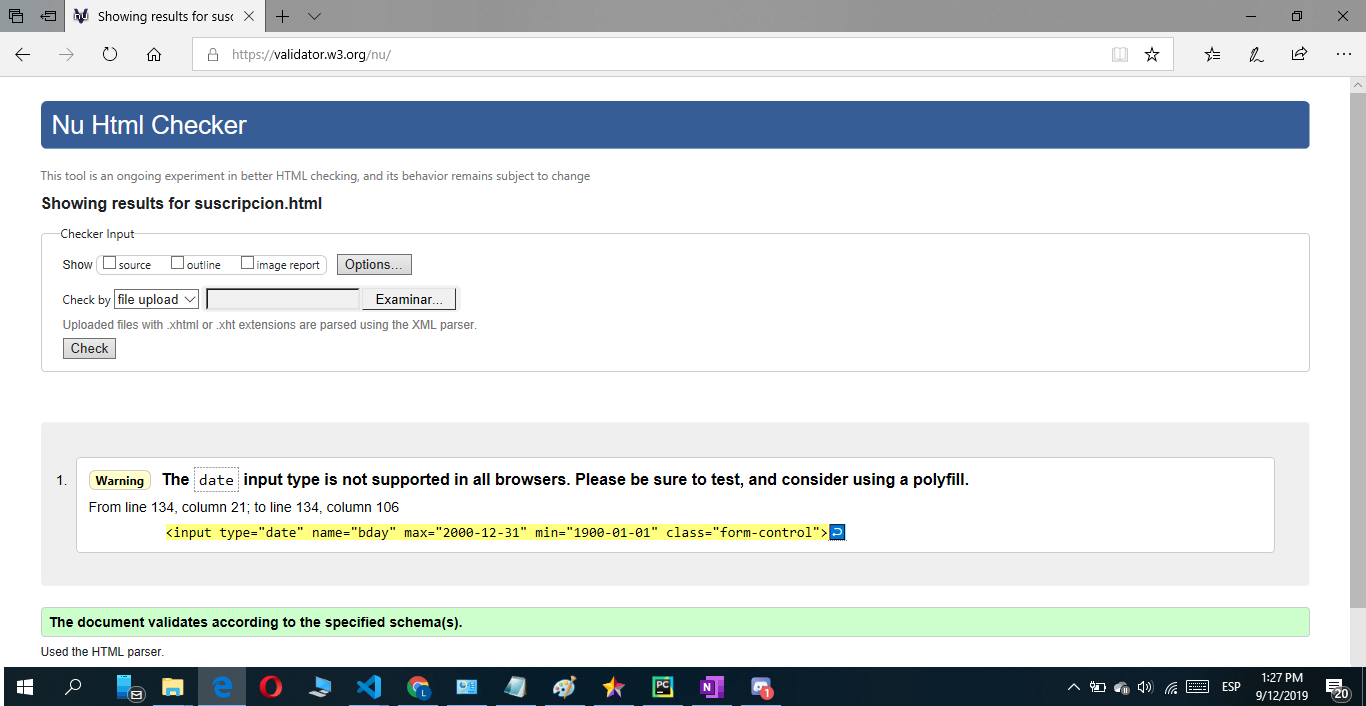 Showing results for susc
https://validator.w3.org/nu/
Nu Html Checker
This tool is an ongoing experiment in better HTML checking, and its behavior remains subject to change
Showing results for suscripcion.html
Checker Input
Show source outline image report Options...
Check by file upload Examinar...
Uploaded files with .xhtml or .xht extensions are parsed using the XML parser.
Check
1. Warning The date input type is not supported in all browsers. Please be sure to test, and consider using a polyfill.
From line 134, column 21; to line 134, column 106
<input type="date" name="bday" max="2000-12-31" min="1900-01-01" class="form-control">
The document validates according to the specified schema(s).
Used the HTML parser.
L
PC
N
1
ESP
1:27 PM
9/12/2019
20